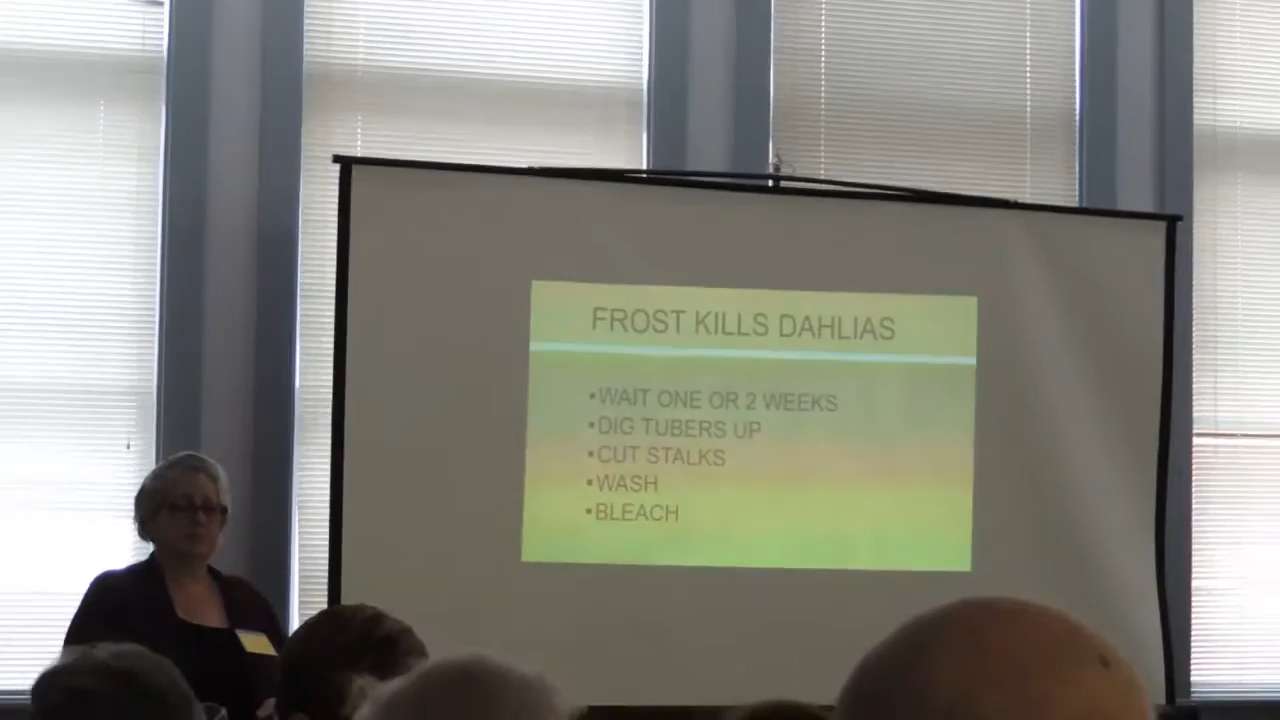 FROST KILLS DAHLIAS
▪WAIT ONE OR 2 WEEKS
▪DIG TUBERS UP
▪CUT STALKS
▪WASH
▪BLEACH